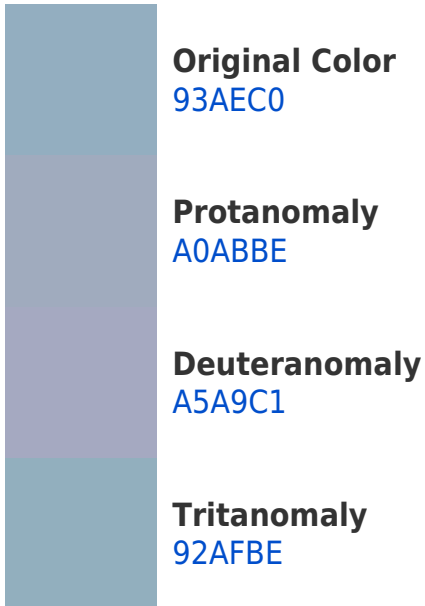 Original Color
93AEC0
Protanomaly
A0ABBE
Deuteranomaly
A5A9C1
Tritanomaly
92AFBE